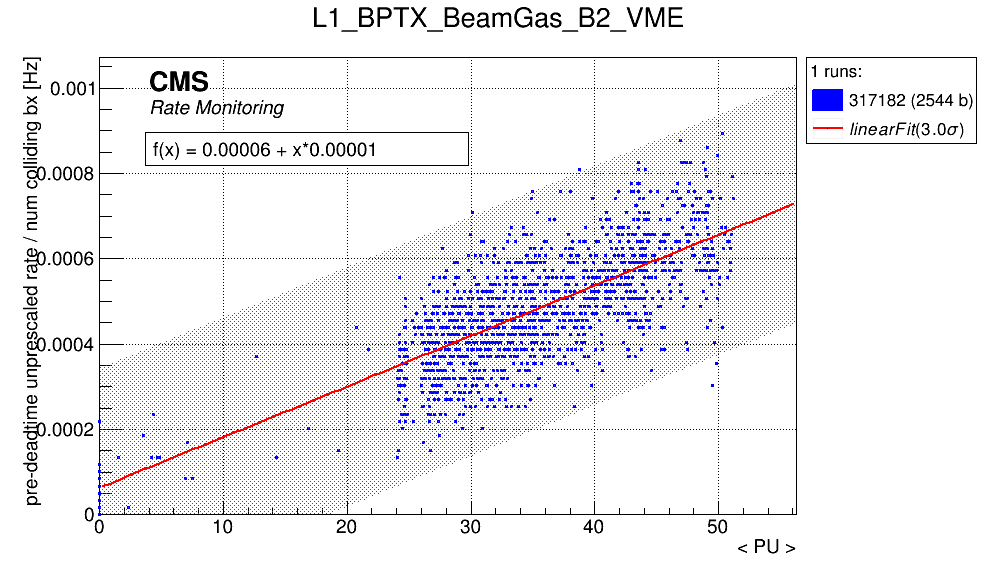 L1_BPTX_BeamGas_B2_VME
pre-deadtime unprescaled rate / num colliding bx [Hz]
CMS
Rate Monitoring
f(x) = 0.00006 + x*0.00001
1 runs:
317182 (2544 b)
linearFit(3.0σ)
0.001
0.0008
0.0006
0.0004
0.0002
0
0 10 20 30 40 50
< PU >